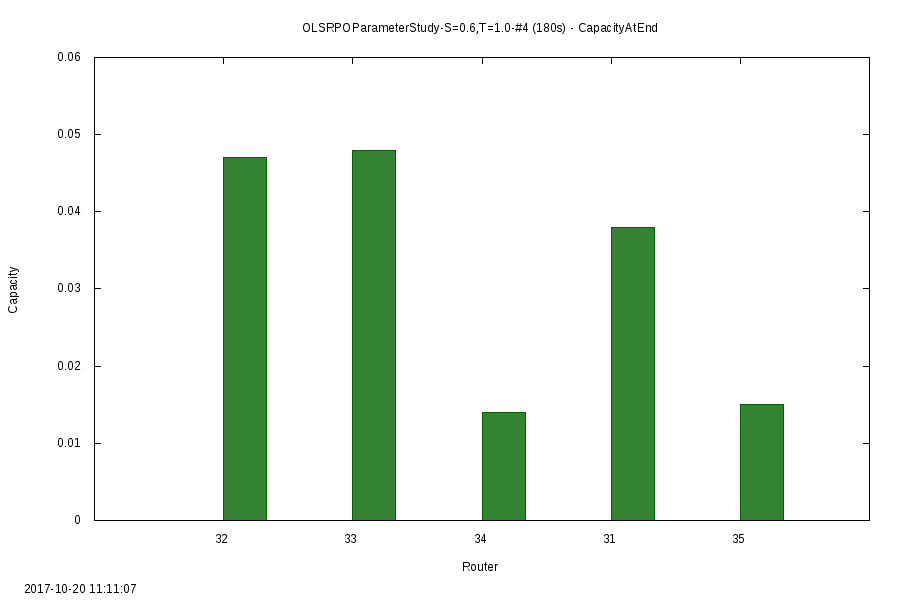 OLSRPOParameterStudy-S=0.6,T=1.0-#4 (180s) - CapacityAtEnd
0.06
0.05
0.04
0.03
0.02
0.01
0
Capacity
32 33 34 31 35
Router
2017-10-20 11:11:07